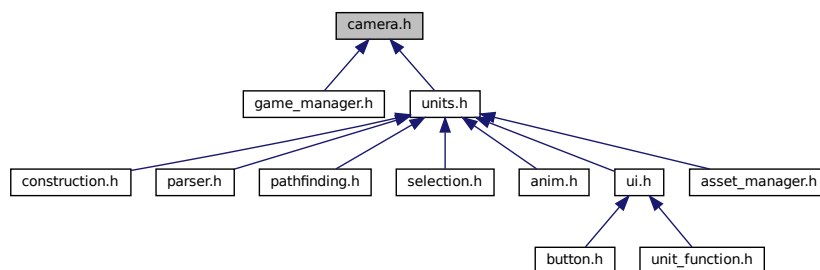 camera.h
game_manager.h
units.h
construction.h
parser.h
pathfinding.h
selection.h
anim.h
ui.h
asset_manager.h
button.h
unit_function.h